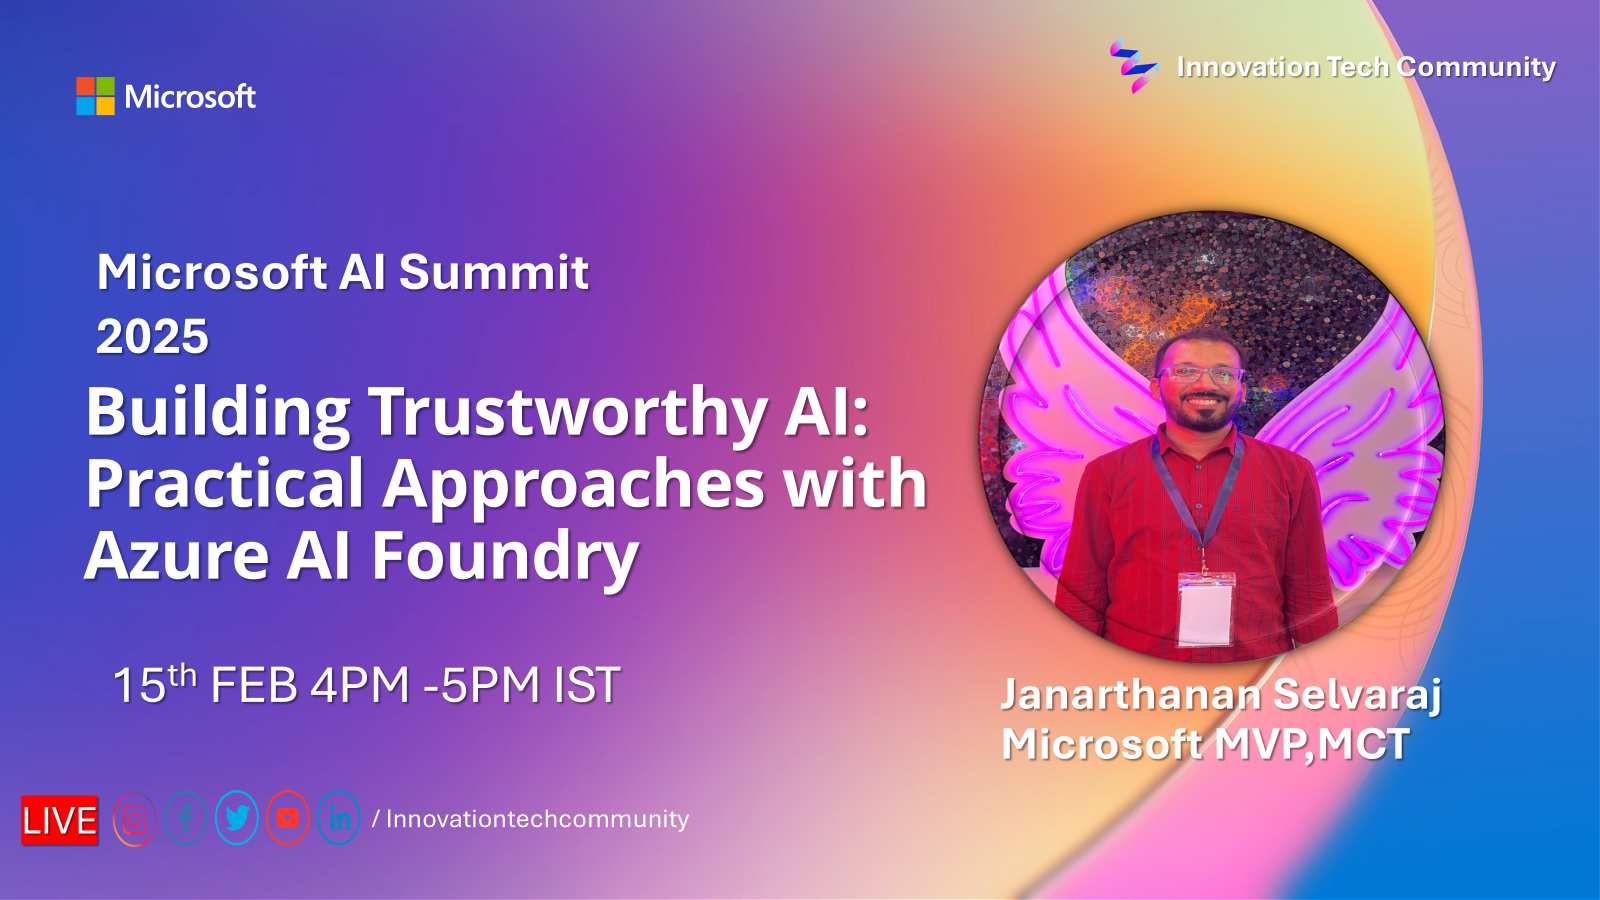 Microsoft
Innovation Tech Community
Microsoft AI Summit
2025
Building Trustworthy AI:
Practical Approaches with
Azure AI Foundry
15th FEB 4PM -5PM IST
Janarthanan Selvaraj
Microsoft MVP,MCT
LIVE
/ Innovationtechcommunity